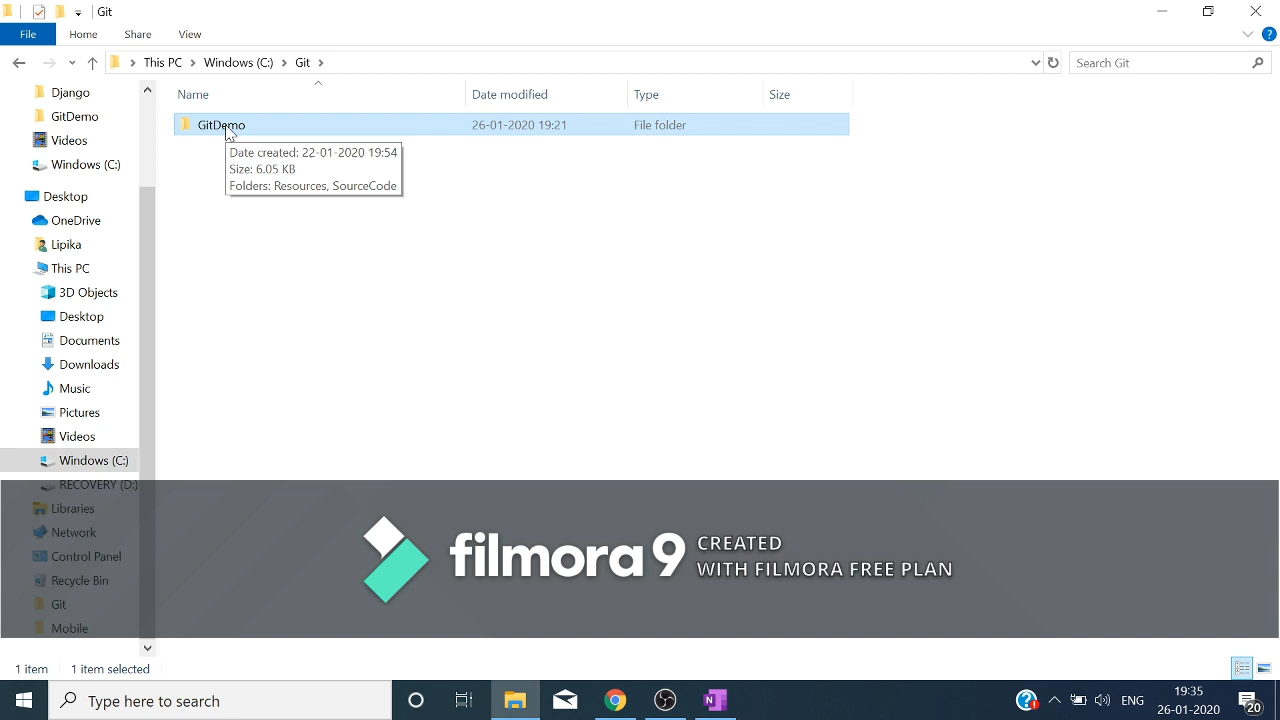 Git
File Home Share View
This PC Windows (C:) Git Search Git
Name Date modified Type Size
GitDemo 26-01-2020 19:21 File folder
Date created: 22-01-2020 19:54
Size: 6.05 KB
Folders: Resources, SourceCode
Django
GitDemo
Videos
Windows (C:)
Desktop
OneDrive
Lipika
This PC
3D Objects
Desktop
Documents
Downloads
Music
Pictures
Videos
Windows (C:)
RECOVERY (D:)
Libraries
Network
Control Panel
Recycle Bin
Git
Mobile
filmora 9 CREATED
WITH FILMORA FREE PLAN
1 item 1 item selected
Type here to search
ENG
19:35
26-01-2020
20